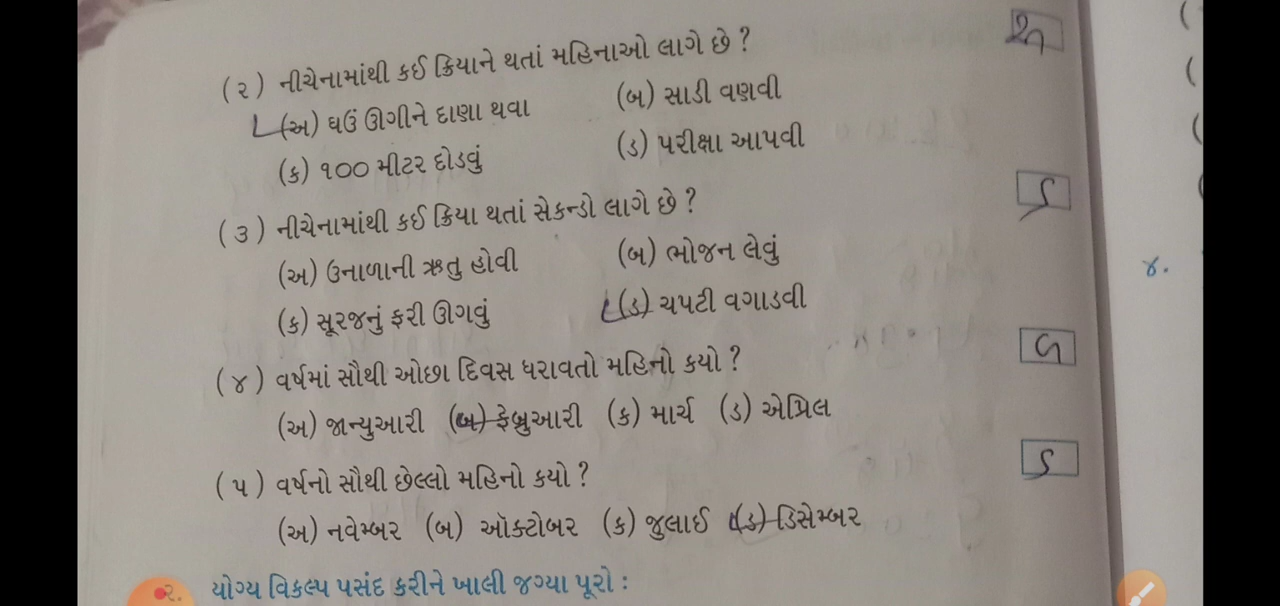 (૨) નીચેનામાંથી કઈ ક્રિયાને થતાં મહિનાઓ લાગે છે ? અ
(અ) ઘઉં ઊગીને દાણા થવા (બ) સાડી વણવી
(ક) ૧૦૦ મીટર દોડવું (ડ) પરીક્ષા આપવી
(૩) નીચેનામાંથી કઈ ક્રિયા થતાં સેકન્ડો લાગે છે ? ડ
(અ) ઉનાળાની ઋતુ હોવી (બ) ભોજન લેવું
(ક) સૂરજનું ફરી ઊગવું (ડ) ચપટી વગાડવી
(૪) વર્ષમાં સૌથી ઓછા દિવસ ધરાવતો મહિનો કયો ? બ
(અ) જાન્યુઆરી (બ) ફેબ્રુઆરી (ક) માર્ચ (ડ) એપ્રિલ
(૫) વર્ષનો સૌથી છેલ્લો મહિનો કયો ? ડ
(અ) નવેમ્બર (બ) ઑક્ટોબર (ક) જુલાઈ (ડ) ડિસેમ્બર
૨. યોગ્ય વિકલ્પ પસંદ કરીને ખાલી જગ્યા પૂરો :
૪.